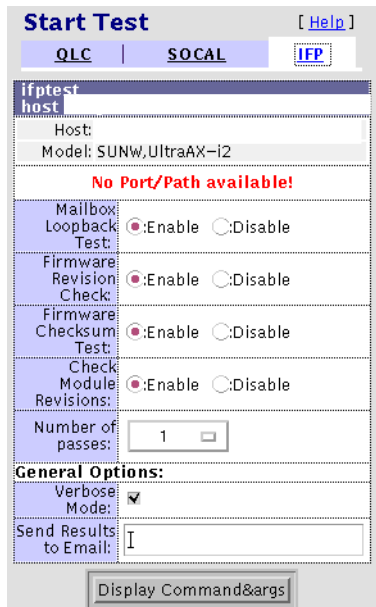 Start Test [ Help ]
QLC | SOCAL IFP
ifptest
host
Host:
Model: SUNW,UltraAX-i2
No Port/Path available!
Mailbox
Loopback :Enable :Disable
Test:
Firmware
Revision :Enable :Disable
Check:
Firmware
Checksum :Enable :Disable
Test:
Check
Module :Enable :Disable
Revisions:
Number of
passes:
1
General Options:
Verbose
Mode:
Send Results
to Email:
Display Command&args